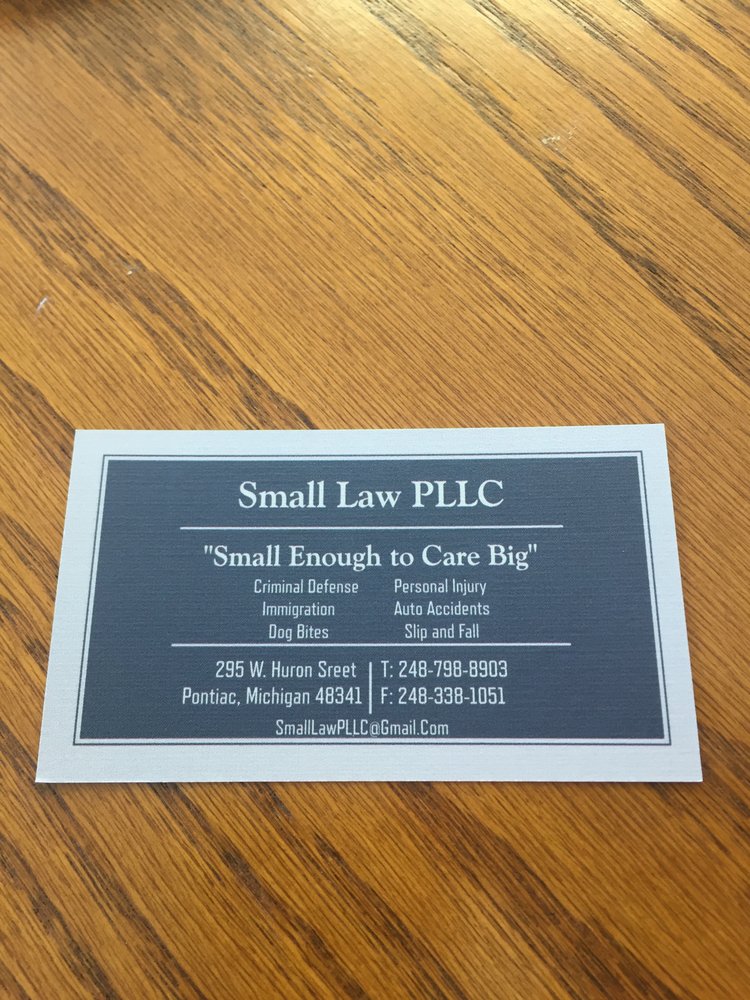 Small Law PLLC
"Small Enough to Care Big"
Criminal Defense Personal Injury
Immigration Auto Accidents
Dog Bites Slip and Fall
295 W. Huron Sreet T: 248-798-8903
Pontiac, Michigan 48341 F: 248-338-1051
SmallLawPLLC@Gmail.Com